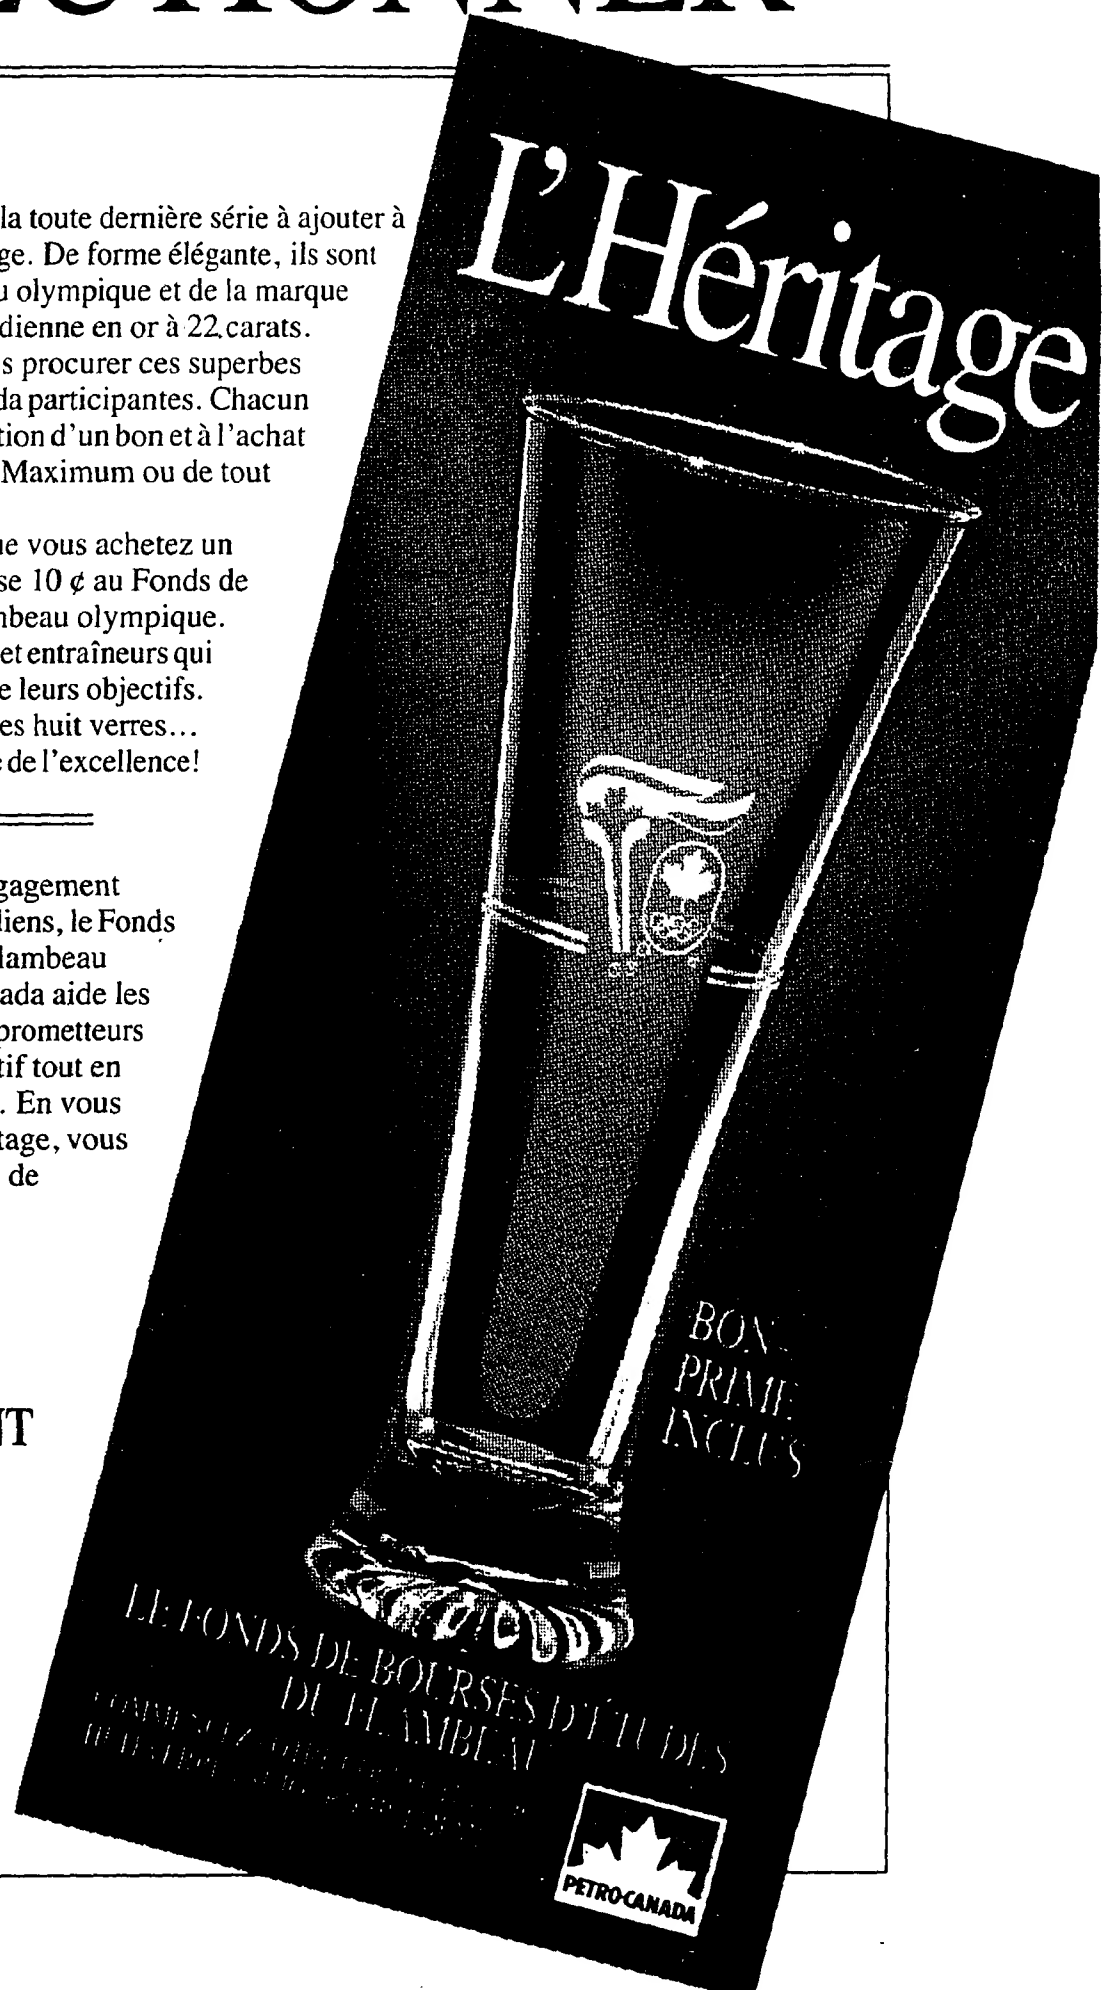 la toute dernière série à ajouter à
ge. De forme élégante, ils sont
u olympique et de la marque
dienne en or à 22 carats.
s procurer ces superbes
da participantes. Chacun
tion d'un bon et à l'achat
Maximum ou de tout
ue vous achetez un
se 10 ¢ au Fonds de
mbeau olympique.
et entraîneurs qui
e leurs objectifs.
es huit verres...
e de l'excellence!
gagement
liens, le Fonds
lambeau
ada aide les
prometteurs
tif tout en
. En vous
tage, vous
de
NT
L'Héritage
BON-
PRIME
INCLUS
LE FONDS DE BOURSES D'ÉTUDES
DU FLAMBEAU
COMMENCEZ VOTRE
PETRO-CANADA